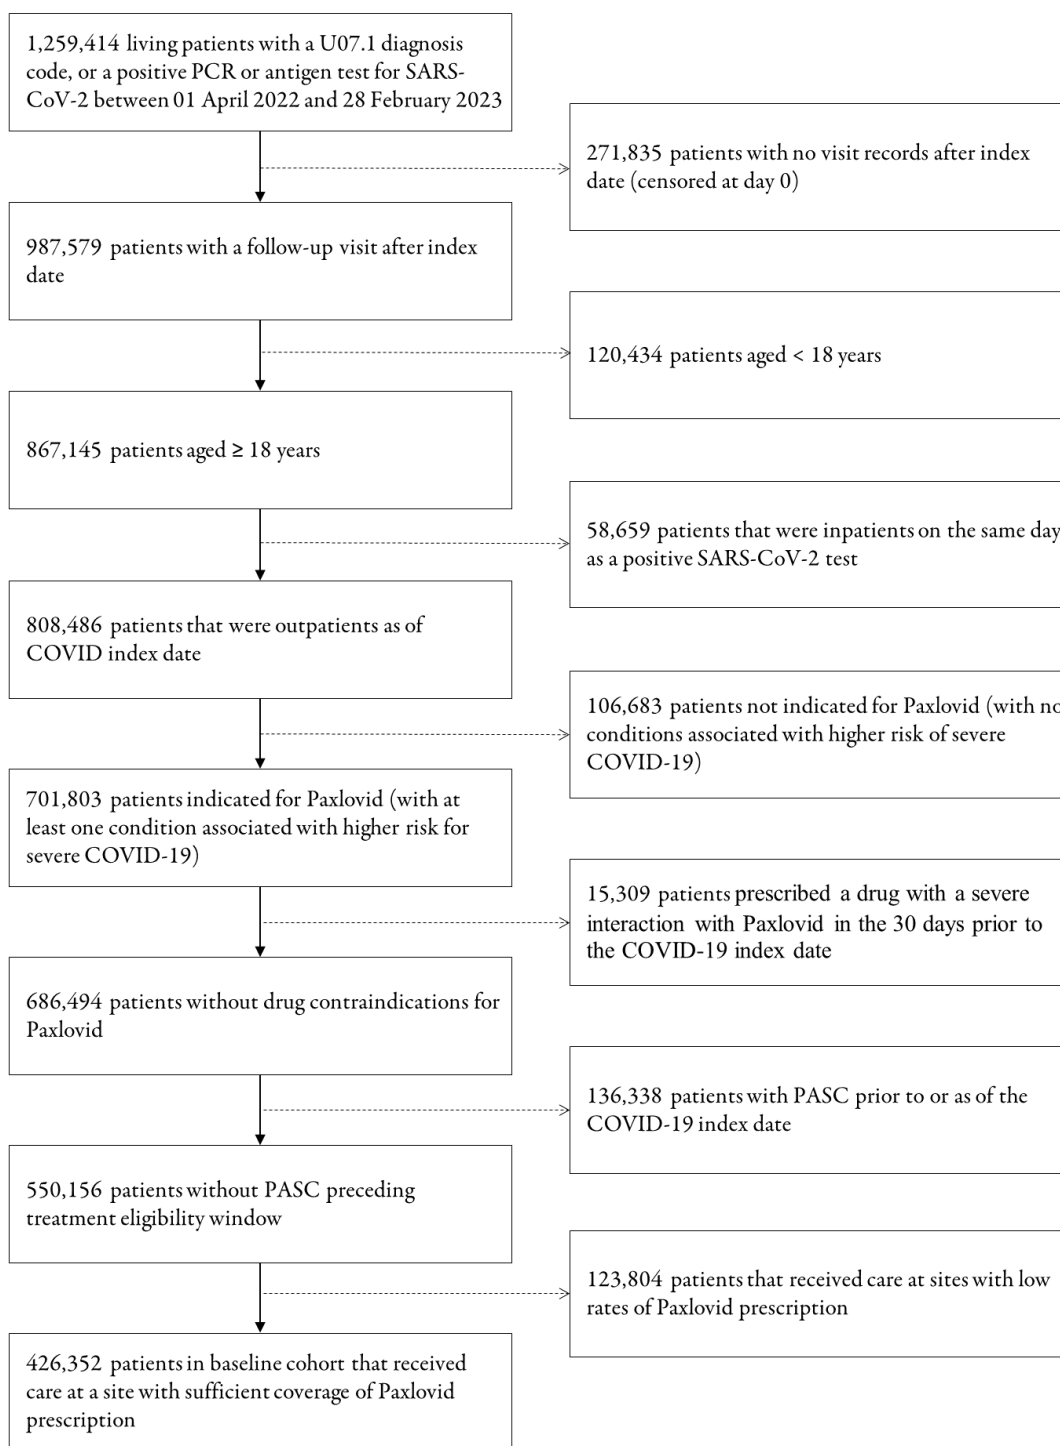 1,259,414 living patients with a U07.1 diagnosis
code, or a positive PCR or antigen test for SARS-
CoV-2 between 01 April 2022 and 28 February 2023
271,835 patients with no visit records after index
date (censored at day 0)
987,579 patients with a follow-up visit after index
date
120,434 patients aged < 18 years
867,145 patients aged ≥ 18 years
58,659 patients that were inpatients on the same day
as a positive SARS-CoV-2 test
808,486 patients that were outpatients as of
COVID index date
106,683 patients not indicated for Paxlovid (with no
conditions associated with higher risk of severe
COVID-19)
701,803 patients indicated for Paxlovid (with at
least one condition associated with higher risk for
severe COVID-19)
15,309 patients prescribed a drug with a severe
interaction with Paxlovid in the 30 days prior to
the COVID-19 index date
686,494 patients without drug contraindications for
Paxlovid
136,338 patients with PASC prior to or as of the
COVID-19 index date
550,156 patients without PASC preceding
treatment eligibility window
123,804 patients that received care at sites with low
rates of Paxlovid prescription
426,352 patients in baseline cohort that received
care at a site with sufficient coverage of Paxlovid
prescription